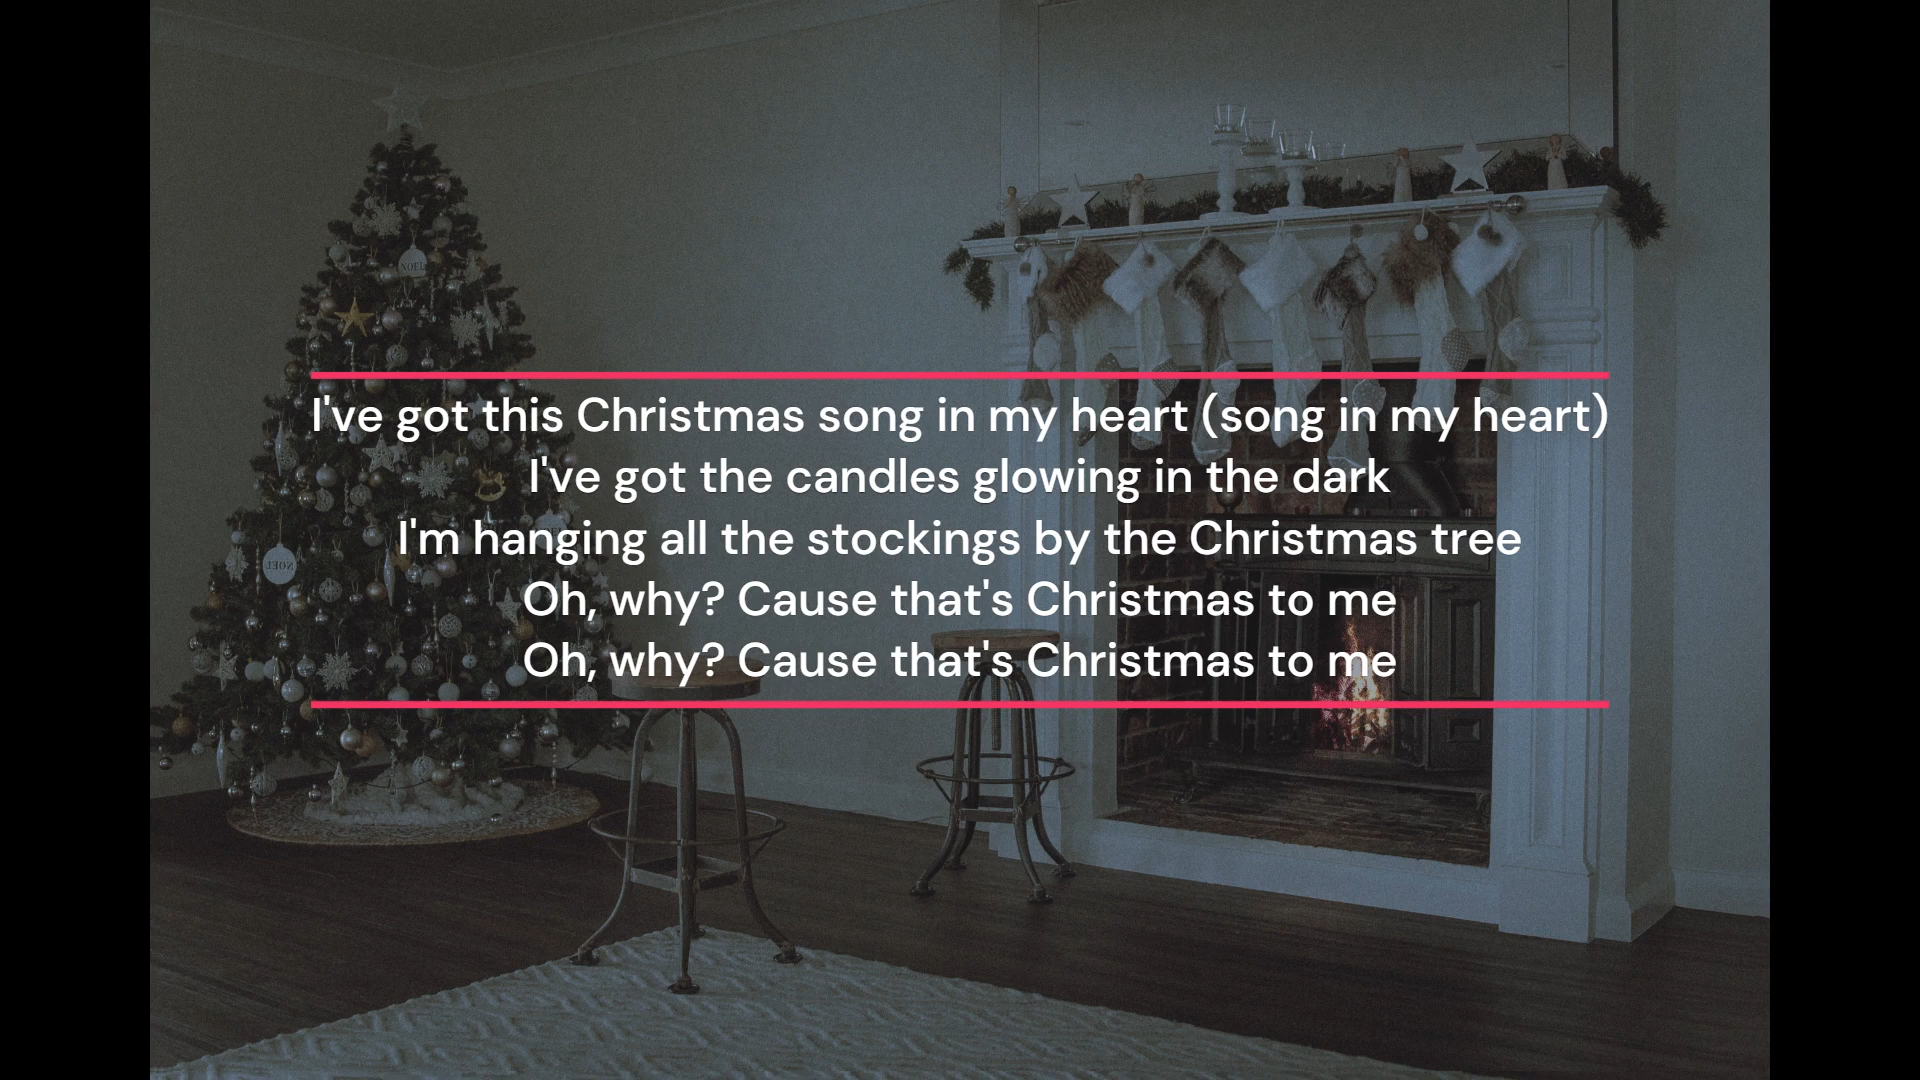 NOEL
I've got this Christmas song in my heart (song in my heart)
I've got the candles glowing in the dark
I'm hanging all the stockings by the Christmas tree
Oh, why? Cause that's Christmas to me
Oh, why? Cause that's Christmas to me
NOEL